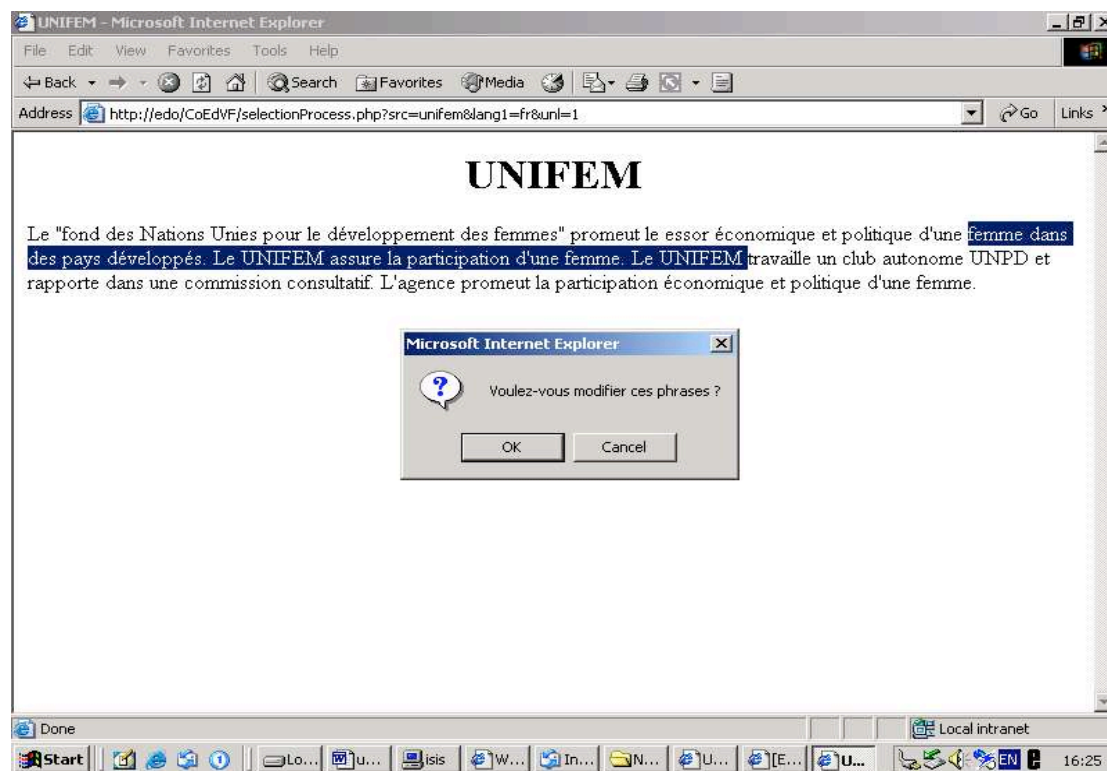 UNIFEM - Microsoft Internet Explorer
File Edit View Favorites Tools Help
Back Search Favorites Media
Address http://edo/CoEdVF/selectionProcess.php?src=unifem&lang1=fr&unl=1 Go Links
UNIFEM
Le "fond des Nations Unies pour le développement des femmes" promeut le essor économique et politique d'une femme dans
des pays développés. Le UNIFEM assure la participation d'une femme. Le UNIFEM travaille un club autonome UNPD et
rapporte dans une commission consultatif. L'agence promeut la participation économique et politique d'une femme.
Microsoft Internet Explorer
Voulez-vous modifier ces phrases ?
OK Cancel
Done Local intranet
Start Lo... u... isis W... In... N... U... [E... U... EN 16:25